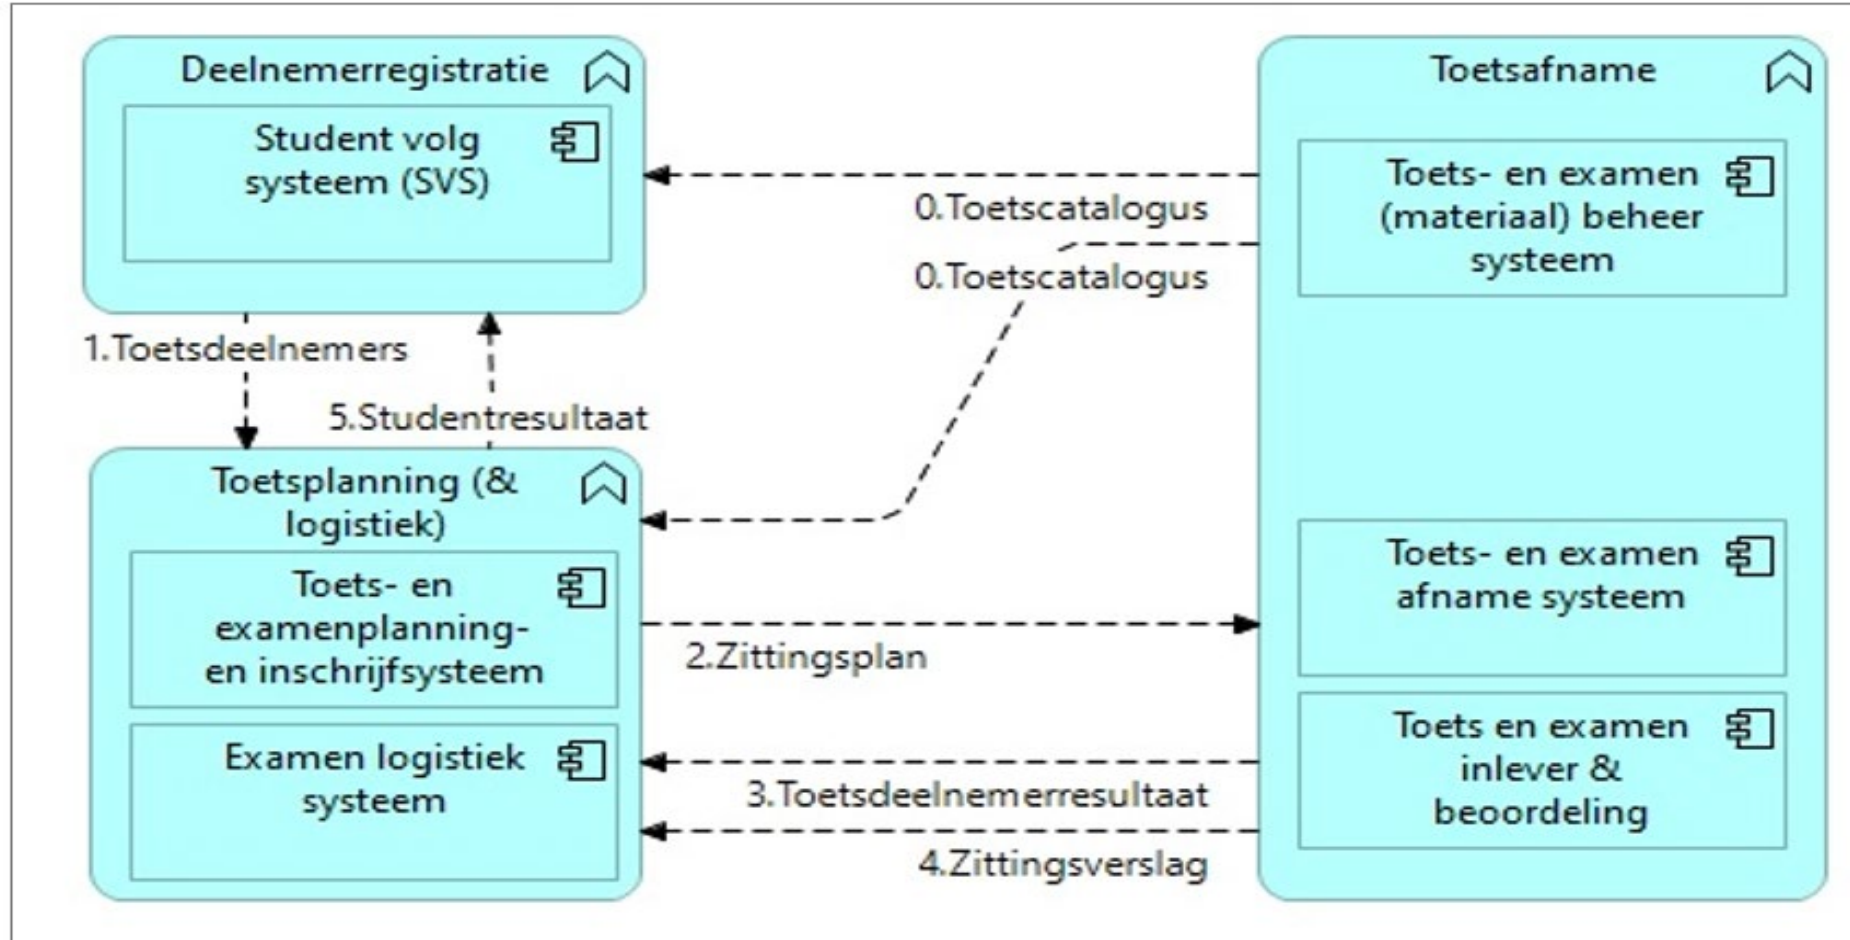 Deelnemerregistratie
Student volg
systeem (SVS)
Toetsafname
Toets- en examen
(materiaal) beheer
systeem
0.Toetscatalogus
0.Toetscatalogus
1.Toetsdeelnemers
5.Studentresultaat
Toetsplanning (&
logistiek)
Toets- en
examenplanning-
en inschrijfsysteem
Examen logistiek
systeem
2.Zittingsplan
3.Toetsdeelnemerresultaat
4.Zittingsverslag
Toets- en examen
afname systeem
Toets en examen
inlever &
beoordeling